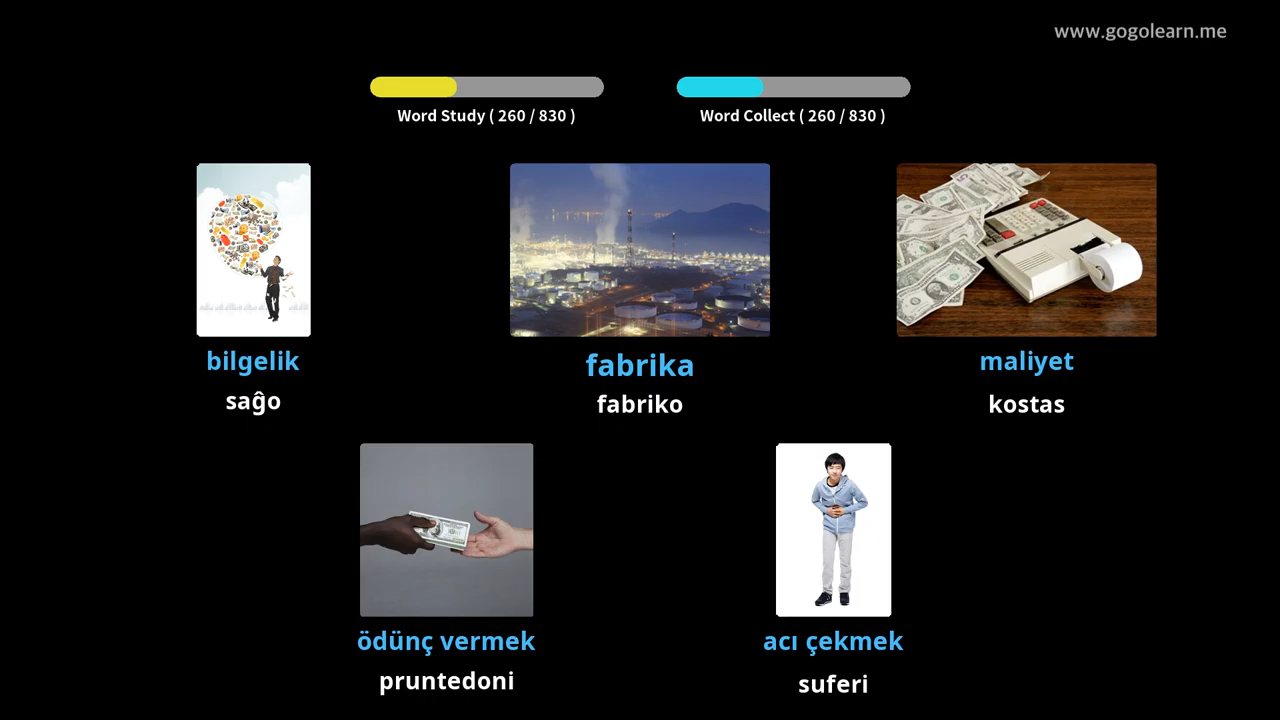 www.gogolearn.me
Word Study ( 260 / 830 )
Word Collect ( 260 / 830 )
bilgelik
saĝo
fabrika
fabriko
maliyet
kostas
ödünç vermek
pruntedoni
acı çekmek
suferi